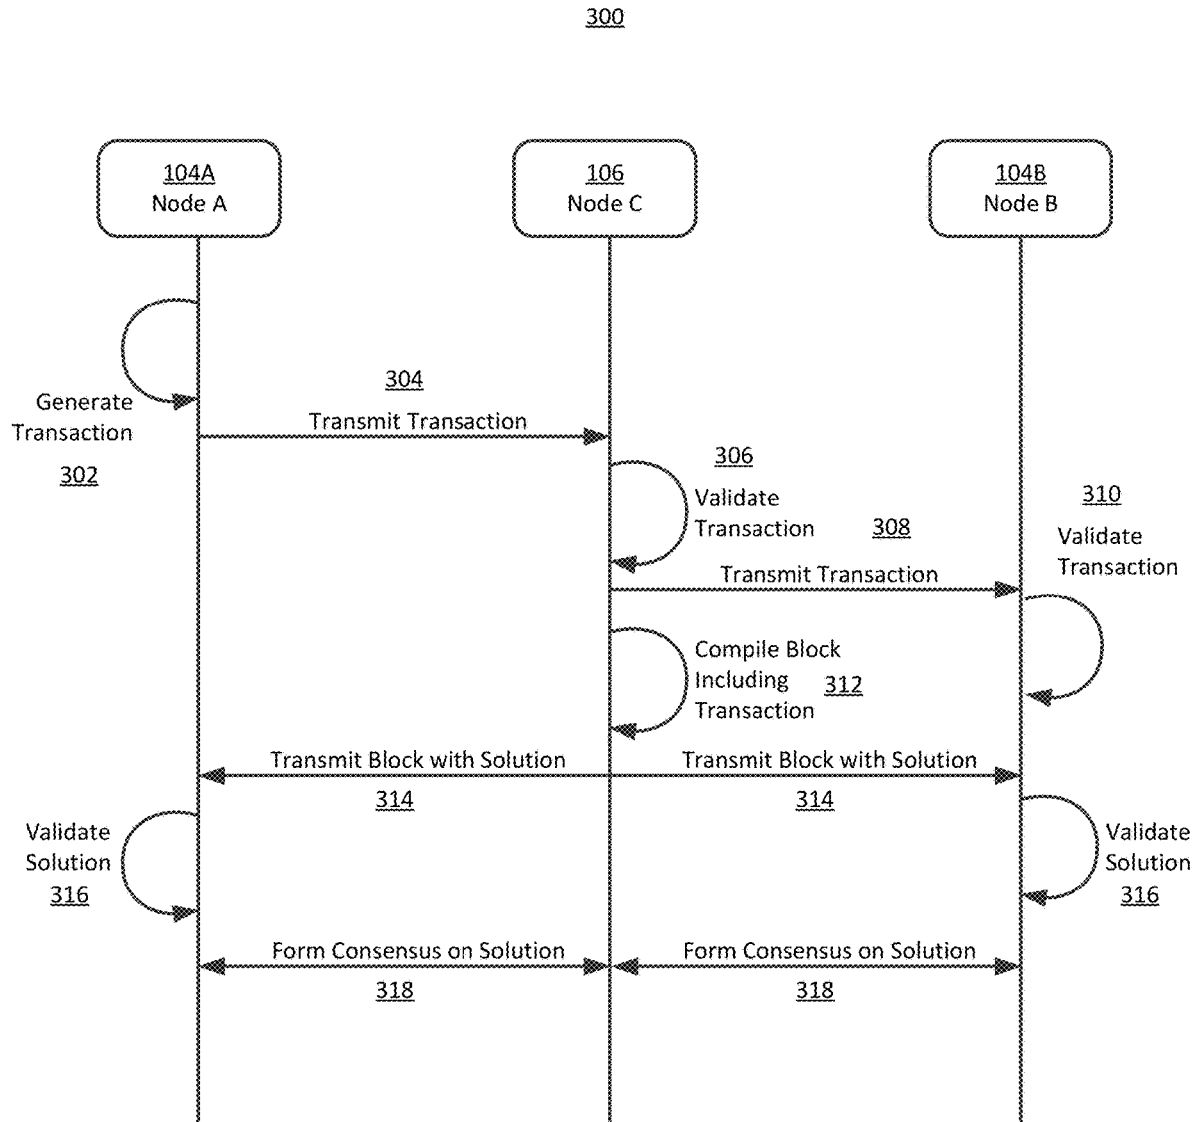 300
104A
Node A
106
Node C
104B
Node B
304
Generate
Transaction
302
Transmit Transaction
306
Validate
Transaction
308
310
Validate
Transaction
Transmit Transaction
Compile Block
Including
Transaction
312
Transmit Block with Solution
314
Transmit Block with Solution
314
Validate
Solution
316
Validate
Solution
316
Form Consensus on Solution
318
Form Consensus on Solution
318